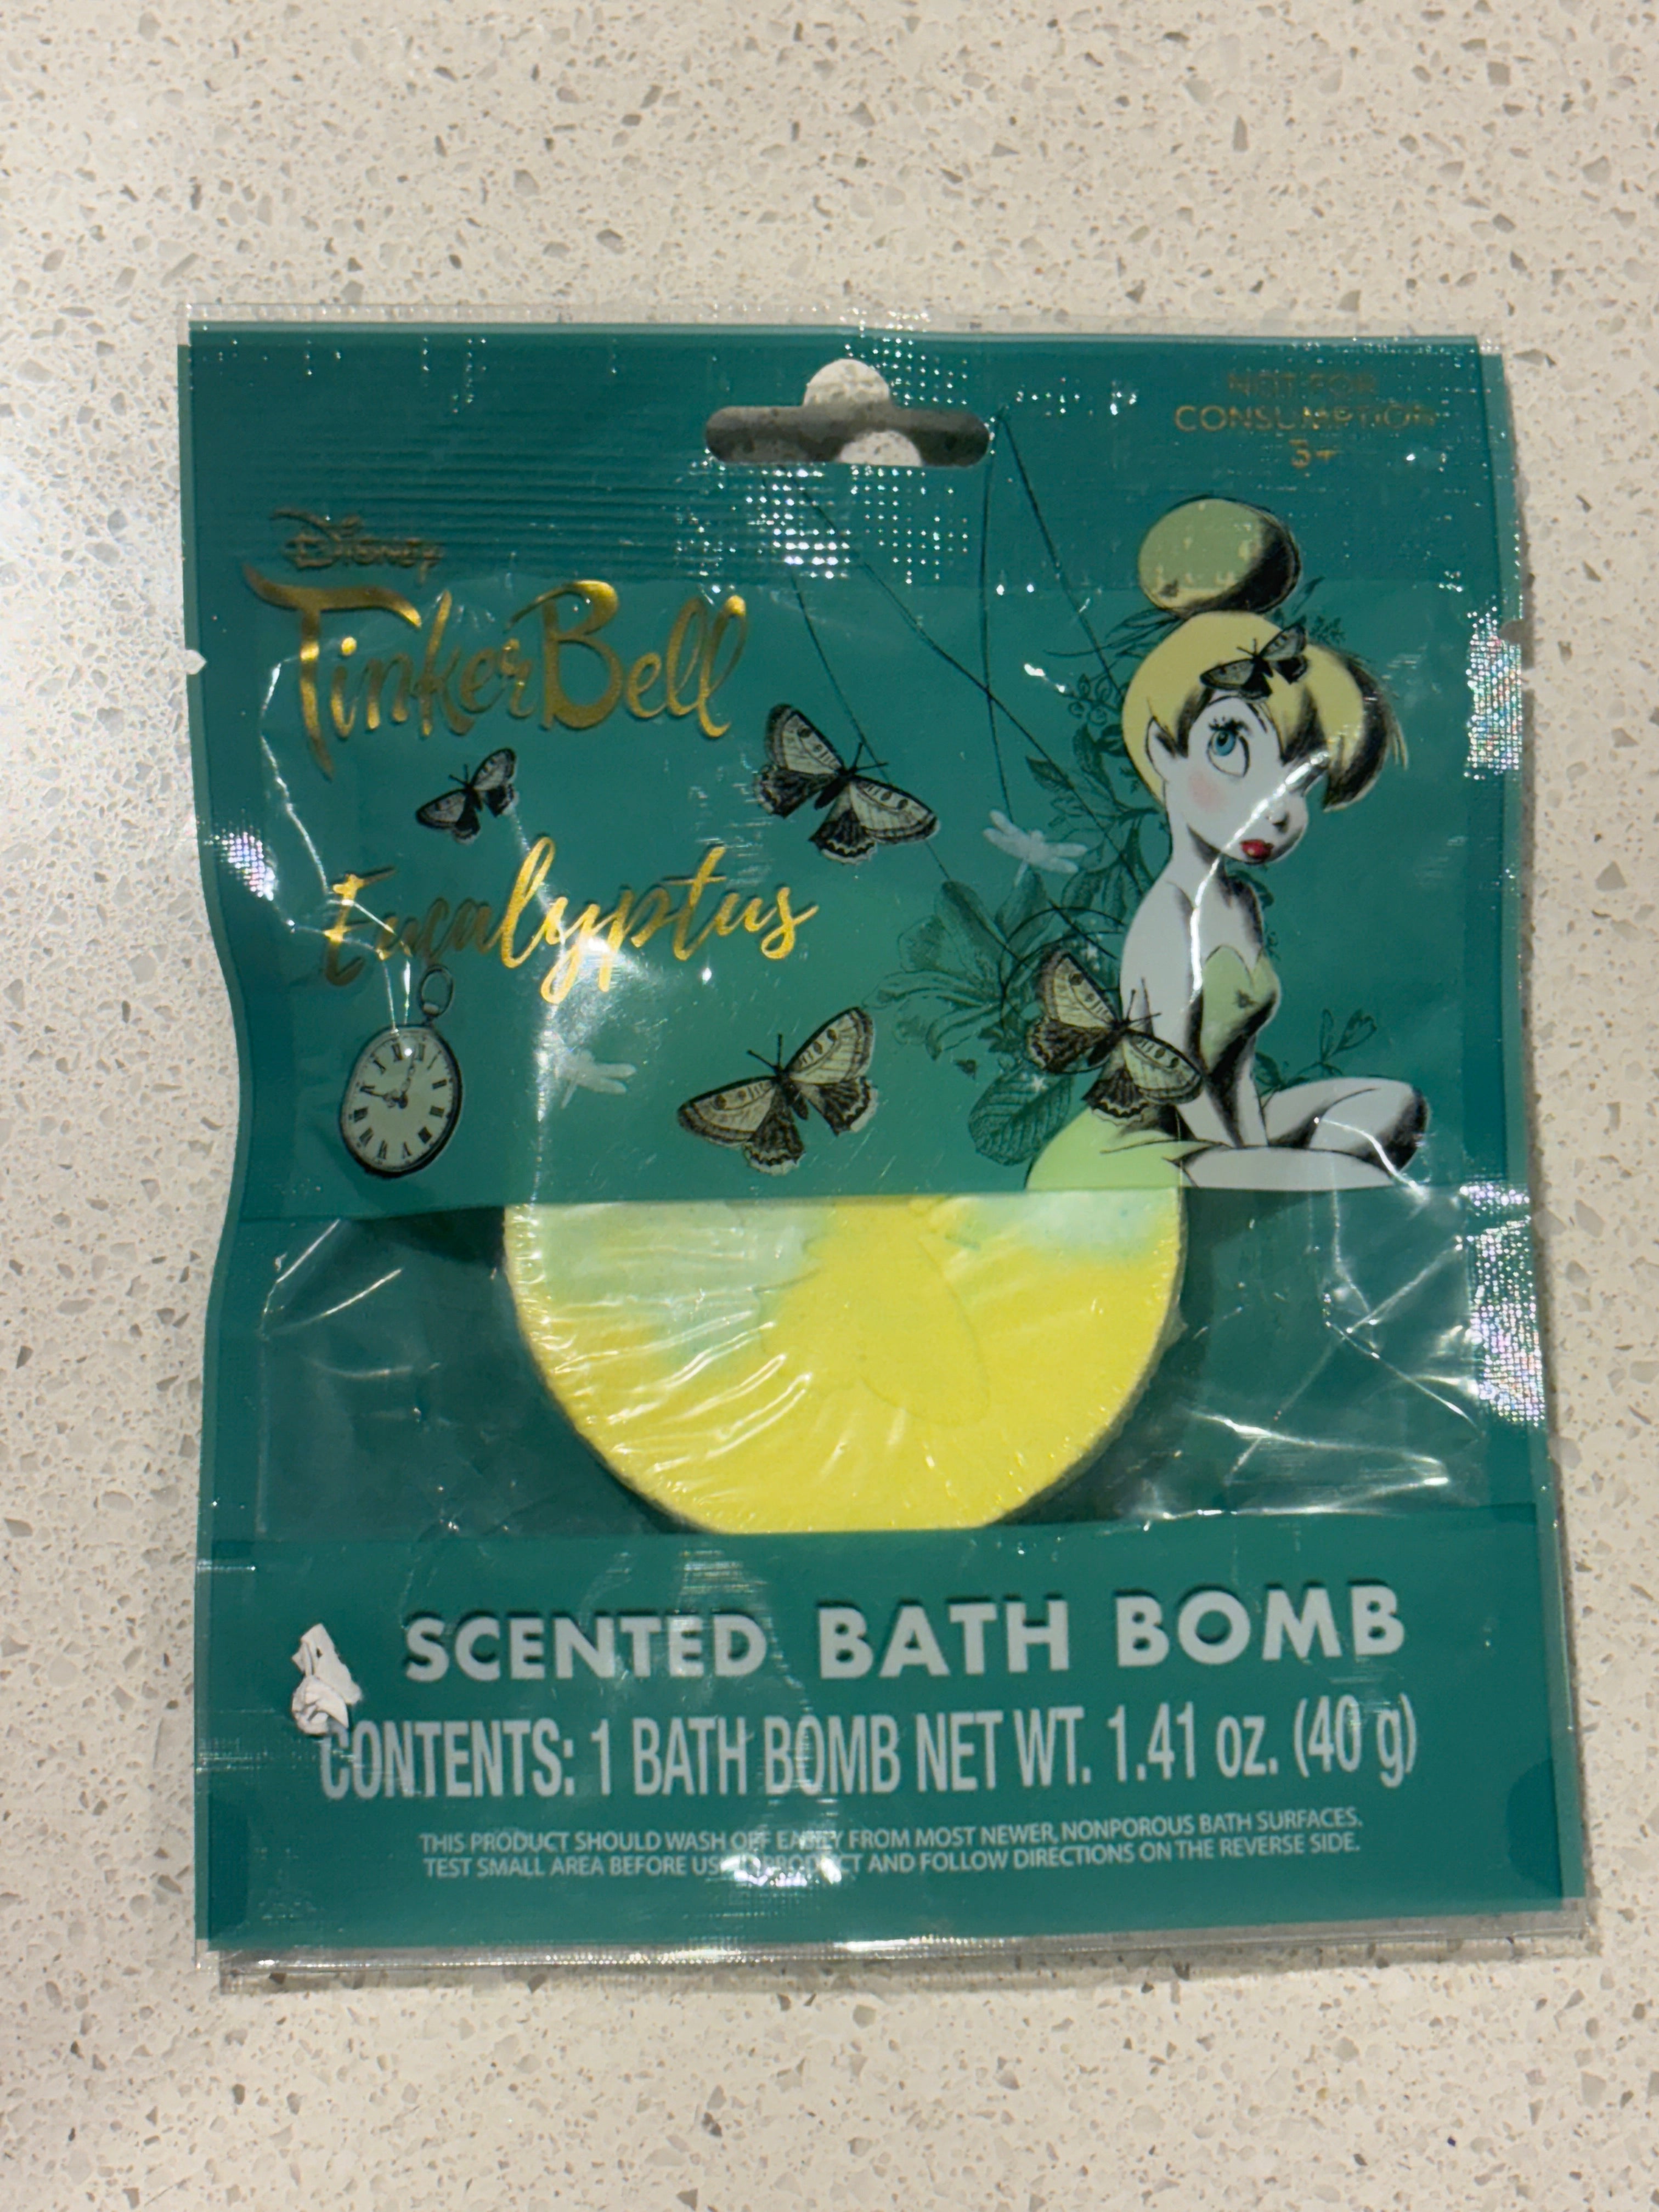 NOT FOR
CONSUMPTION
3+
Disney
TinkerBell
Eucalyptus
SCENTED BATH BOMB
CONTENTS: 1 BATH BOMB NET WT. 1.41 oz. (40 g)
THIS PRODUCT SHOULD WASH OFF EASILY FROM MOST NEWER, NONPOROUS BATH SURFACES.
TEST SMALL AREA BEFORE PRODUCT AND FOLLOW DIRECTIONS ON THE REVERSE SIDE.